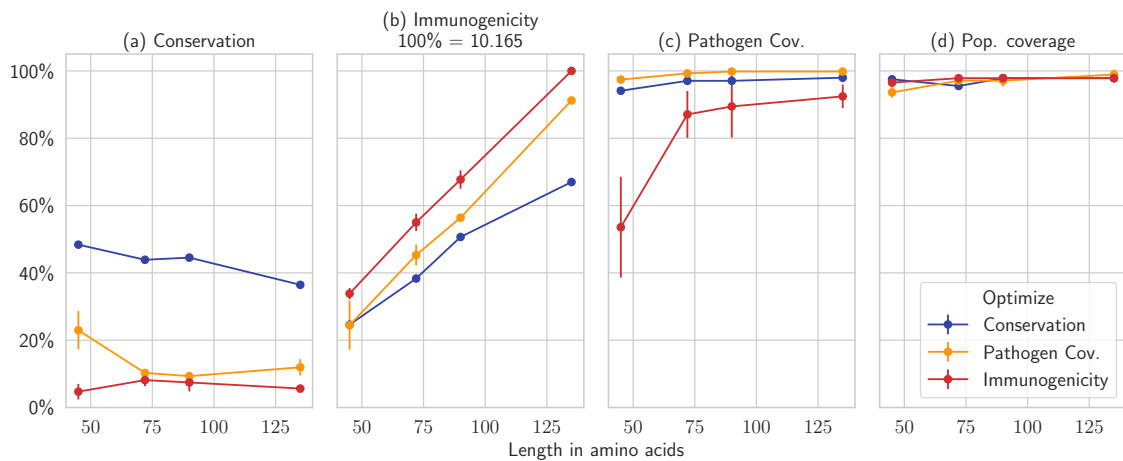 (a) Conservation
(b) Immunogenicity
100% = 10.165
(c) Pathogen Cov.
(d) Pop. coverage
100%
80%
60%
40%
20%
0%
50 75 100 125
50 75 100 125
50 75 100 125
50 75 100 125
Length in amino acids
Optimize
Conservation
Pathogen Cov.
Immunogenicity